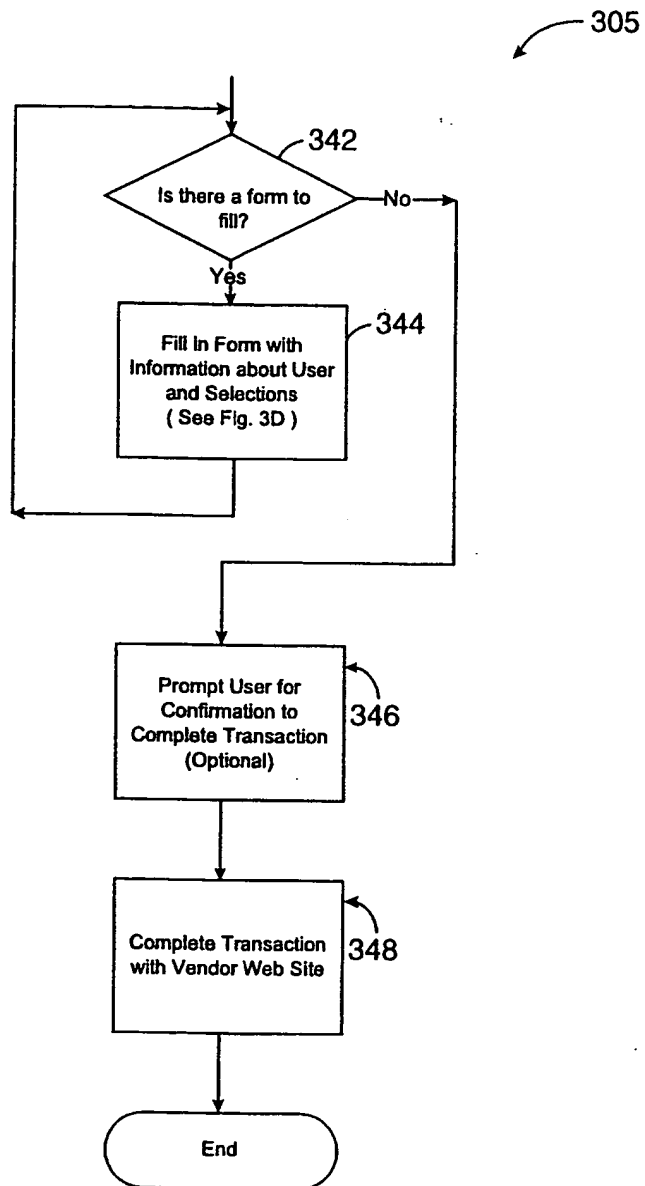 305
342
Is there a form to
fill?
No
Yes
344
Fill In Form with
Information about User
and Selections
( See Fig. 3D )
Prompt User for
Confirmation to
Complete Transaction
(Optional)
346
Complete Transaction
with Vendor Web Site
348
End